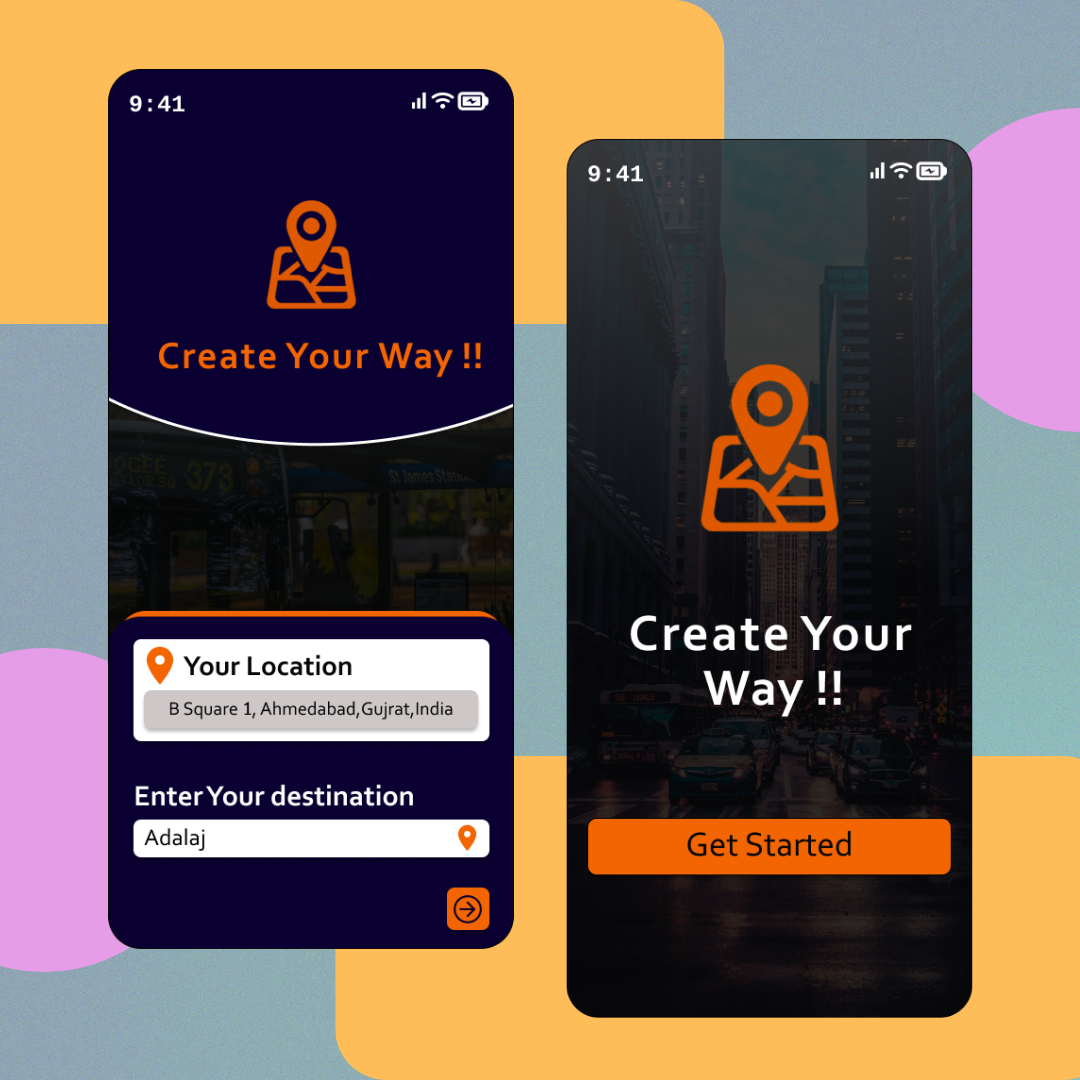 9:41
Create Your Way !!
373
St James Station
Your Location
B Square 1, Ahmedabad,Gujrat,India
Enter Your destination
Adalaj
9:41
Create Your
Way !!
Get Started